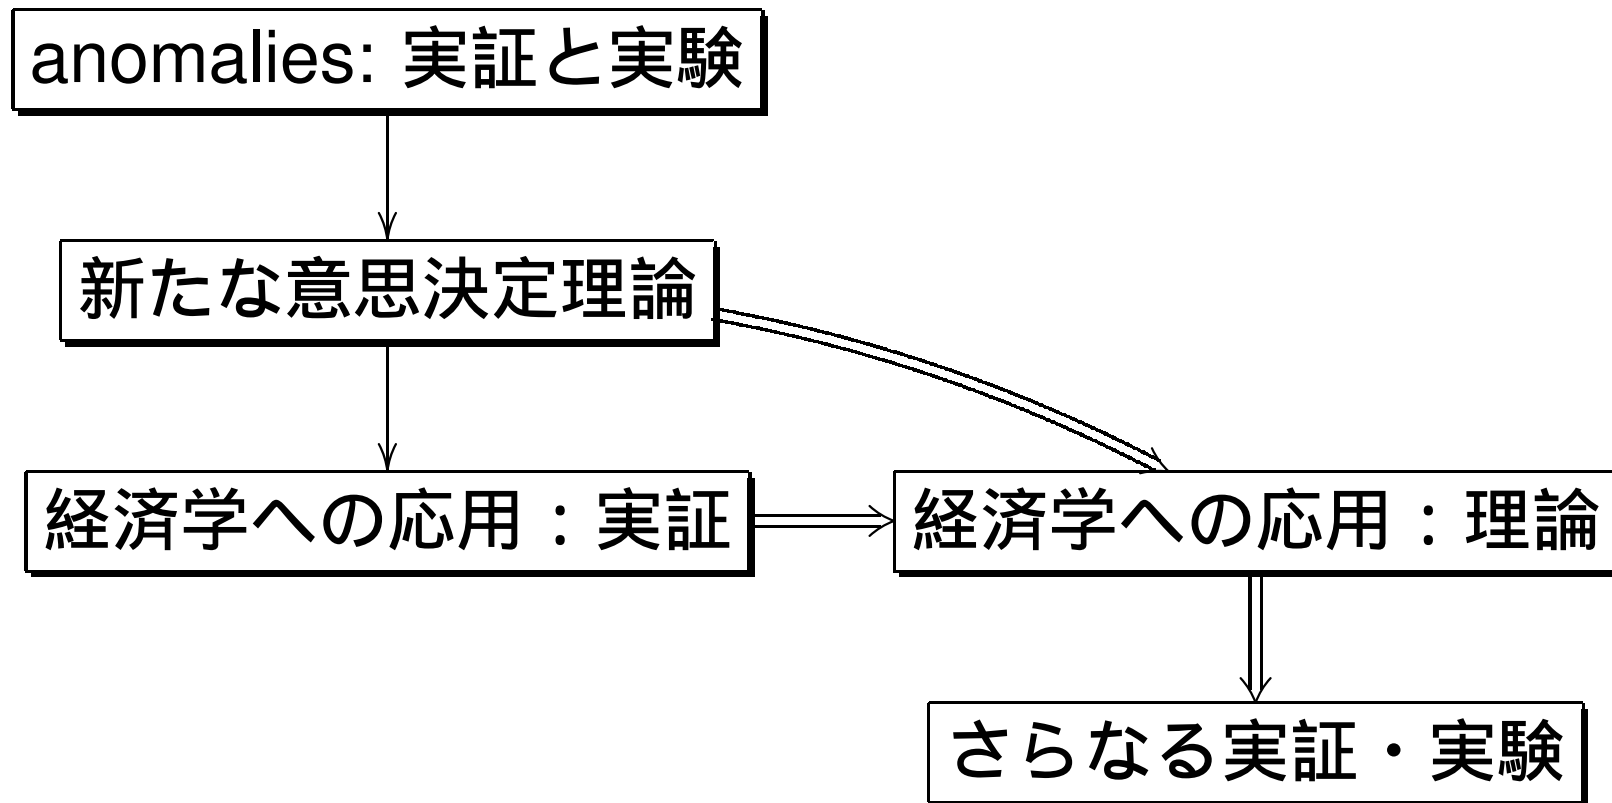 anomalies: 実証と実験
新たな意思決定理論
経済学への応用：実証
経済学への応用：理論
さらなる実証・実験